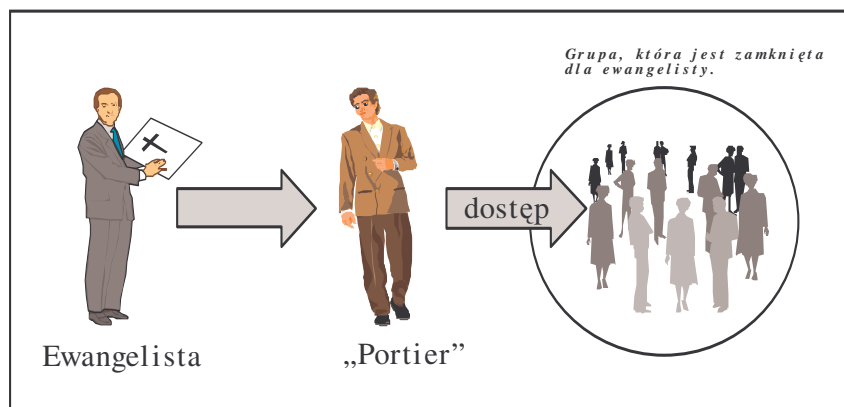 Grupa, która jest zamknięta
dla ewangelisty.
dostęp
Ewangelista
„Portier”